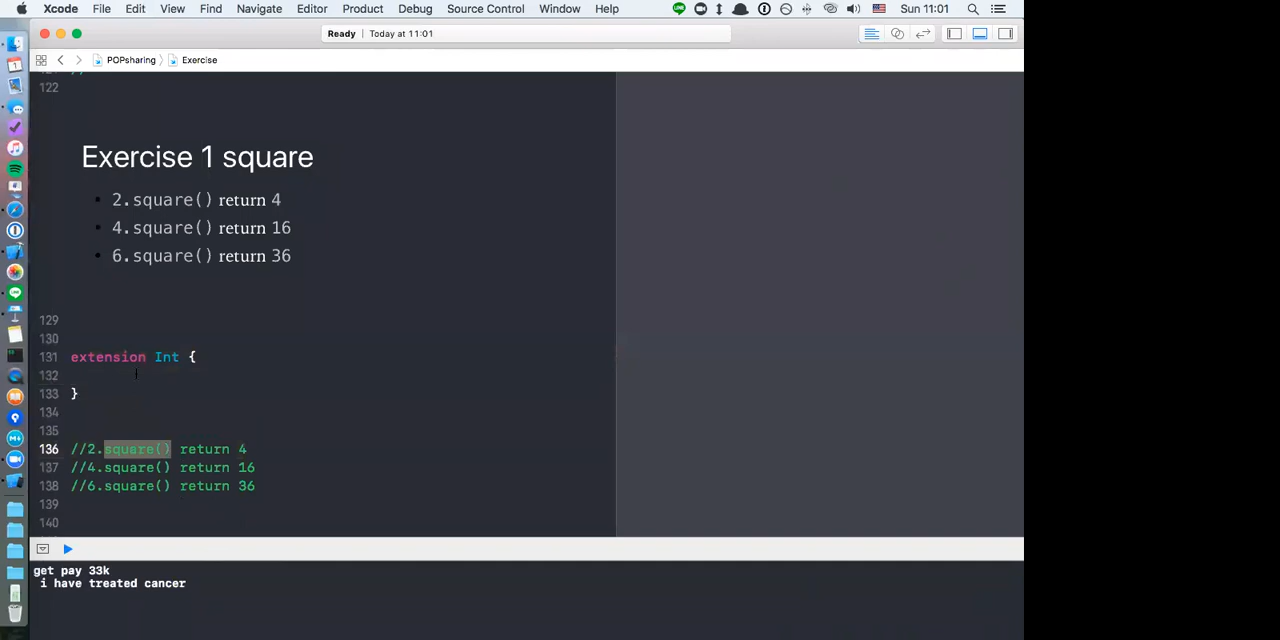 Xcode File Edit View Find Navigate Editor Product Debug Source Control Window Help Sun 11:01
Ready | Today at 11:01
POPsharing Exercise
122
Exercise 1 square
• 2.square() return 4
• 4.square() return 16
• 6.square() return 36
129
130
131 extension Int {
132
133 }
134
135
136 //2.square() return 4
137 //4.square() return 16
138 //6.square() return 36
139
140
get pay 33k
i have treated cancer